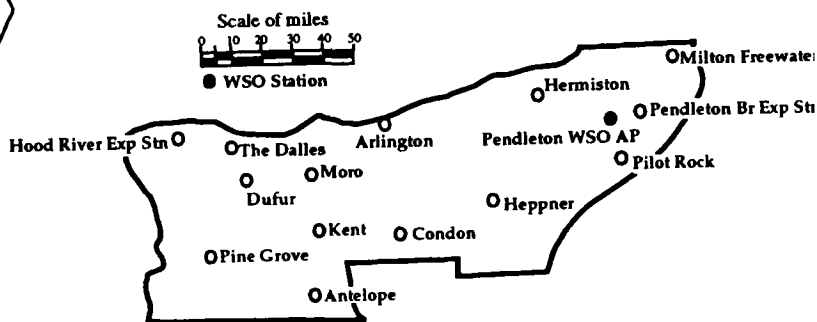 Scale of miles
0 10 20 30 40 50
WSO Station
Milton Freewater
Hermiston
Pendleton Br Exp Stn
Hood River Exp Stn
The Dalles
Arlington
Pendleton WSO AP
Pilot Rock
Moro
Dufur
Heppner
Kent
Condon
Pine Grove
Antelope